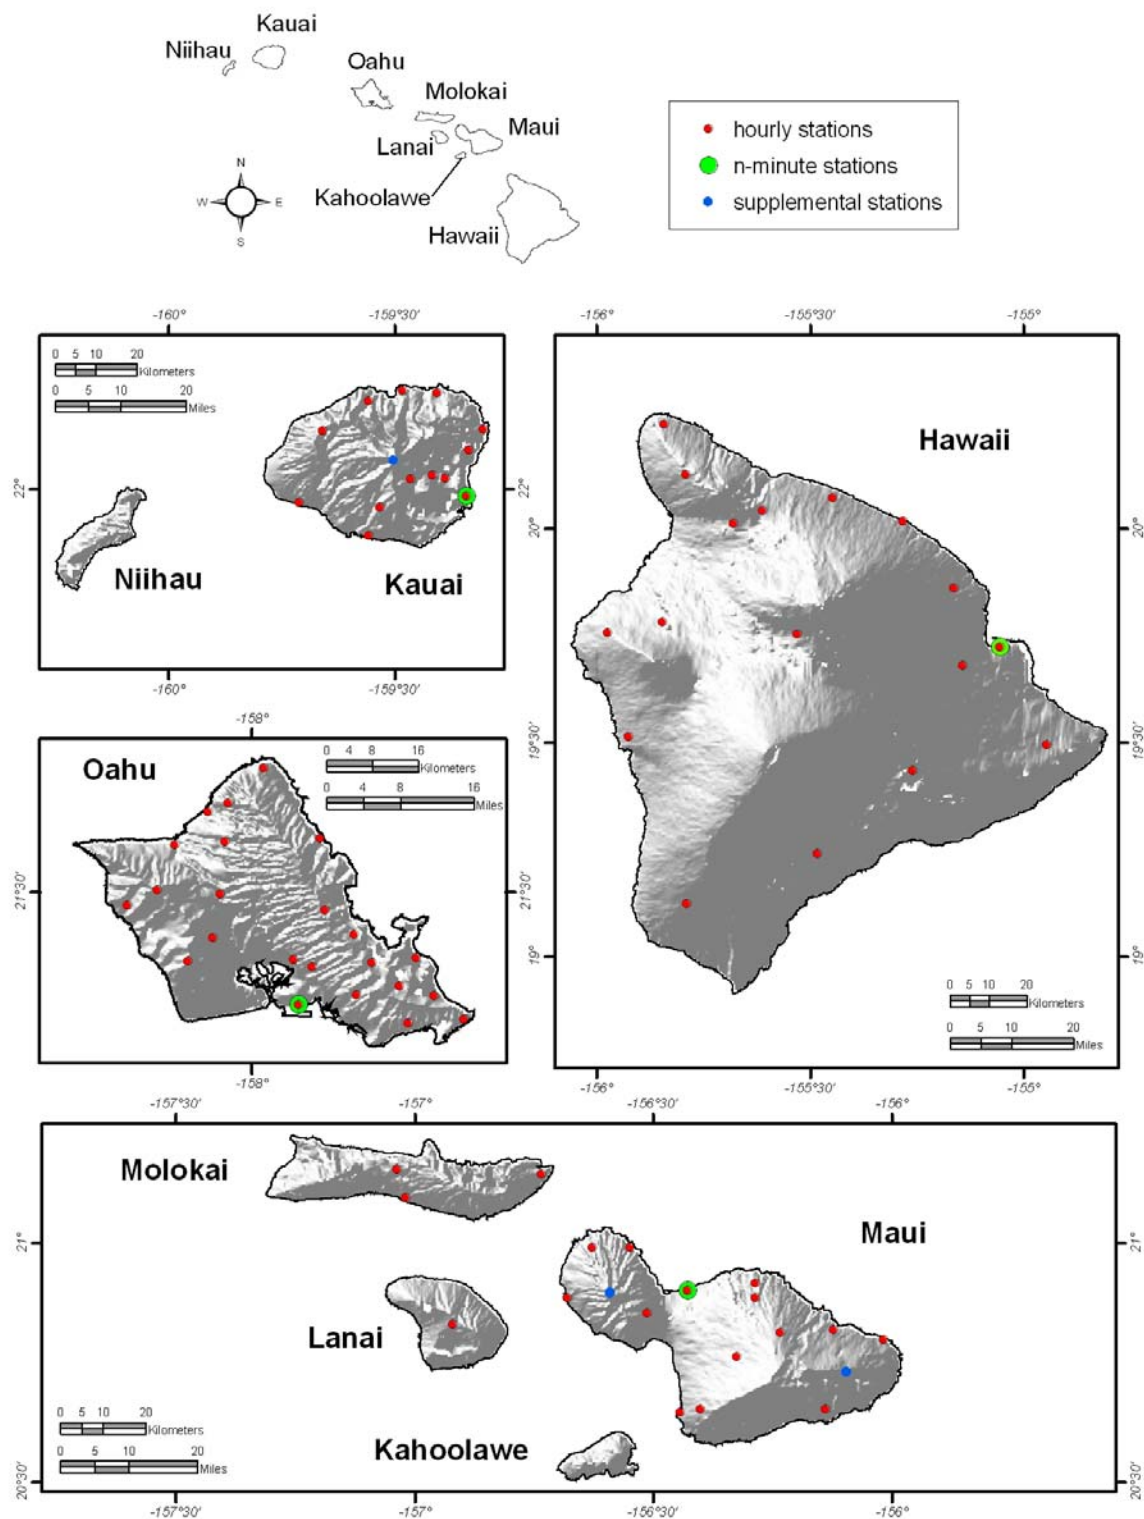 Kauai
Niihau
Oahu
Molokai
Maui
Lanai
Kahoolawe
Hawaii
N
W
E
S
hourly stations
n-minute stations
supplemental stations
-160°
-159°30'
0 5 10 20
Kilometers
0 5 10 20
Miles
22°
22°
Niihau
Kauai
-160°
-159°30'
-156°
-155°30'
-155°
Hawaii
20°
20°
19°30'
19°30'
19°
19°
0 5 10 20
Kilometers
0 5 10 20
Miles
-156°
-155°30'
-155°
-158°
Oahu
0 4 8 16
Kilometers
0 4 8 16
Miles
21°30'
21°30'
-158°
-157°30'
-157°
-156°30'
-156°
Molokai
Maui
21°
21°
Lanai
Kahoolawe
0 5 10 20
Kilometers
0 5 10 20
Miles
20°30'
20°30'
-157°30'
-157°
-156°30'
-156°